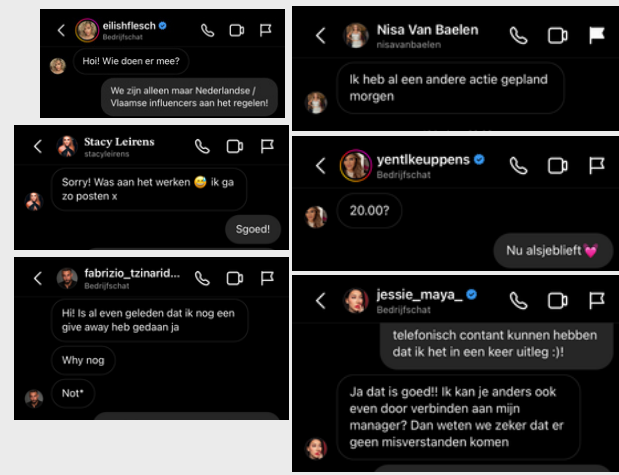 eilishflesch
Bedrijfschat
Hoi! Wie doen er mee?
We zijn alleen maar Nederlandse /
Vlaamse influencers aan het regelen!
Stacy Leirens
stacyleirens
Sorry! Was aan het werken 😅 ik ga
zo posten x
Sgoed!
fabrizio_tzinarid...
Bedrijfschat
Hi! Is al even geleden dat ik nog een
give away heb gedaan ja
Why nog
Not*
Nisa Van Baelen
nisavanbaelen
Ik heb al een andere actie gepland
morgen
yentlkeuppens
Bedrijfschat
20.00?
Nu alsjeblieft 💓
jessie_maya_
Bedrijfschat
telefonisch contant kunnen hebben
dat ik het in een keer uitleg :)!
Ja dat is goed!! Ik kan je anders ook
even door verbinden aan mijn
manager? Dan weten we zeker dat er
geen misverstanden komen